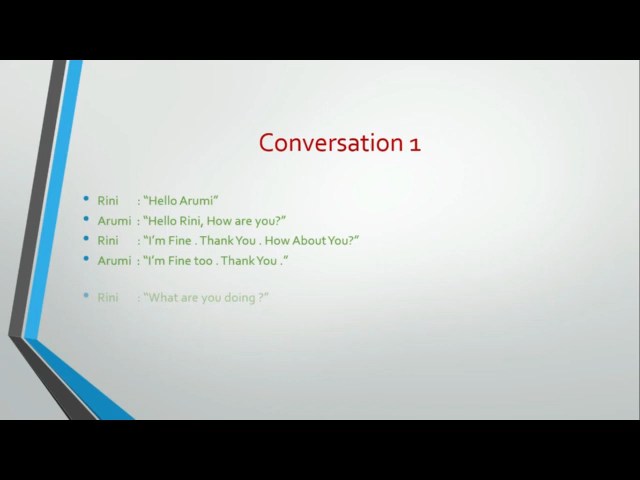 Conversation 1
• Rini : “Hello Arumi”
• Arumi : “Hello Rini, How are you?”
• Rini : “I’m Fine . Thank You . How About You?”
• Arumi : “I’m Fine too . Thank You .”
• Rini : “What are you doing ?”